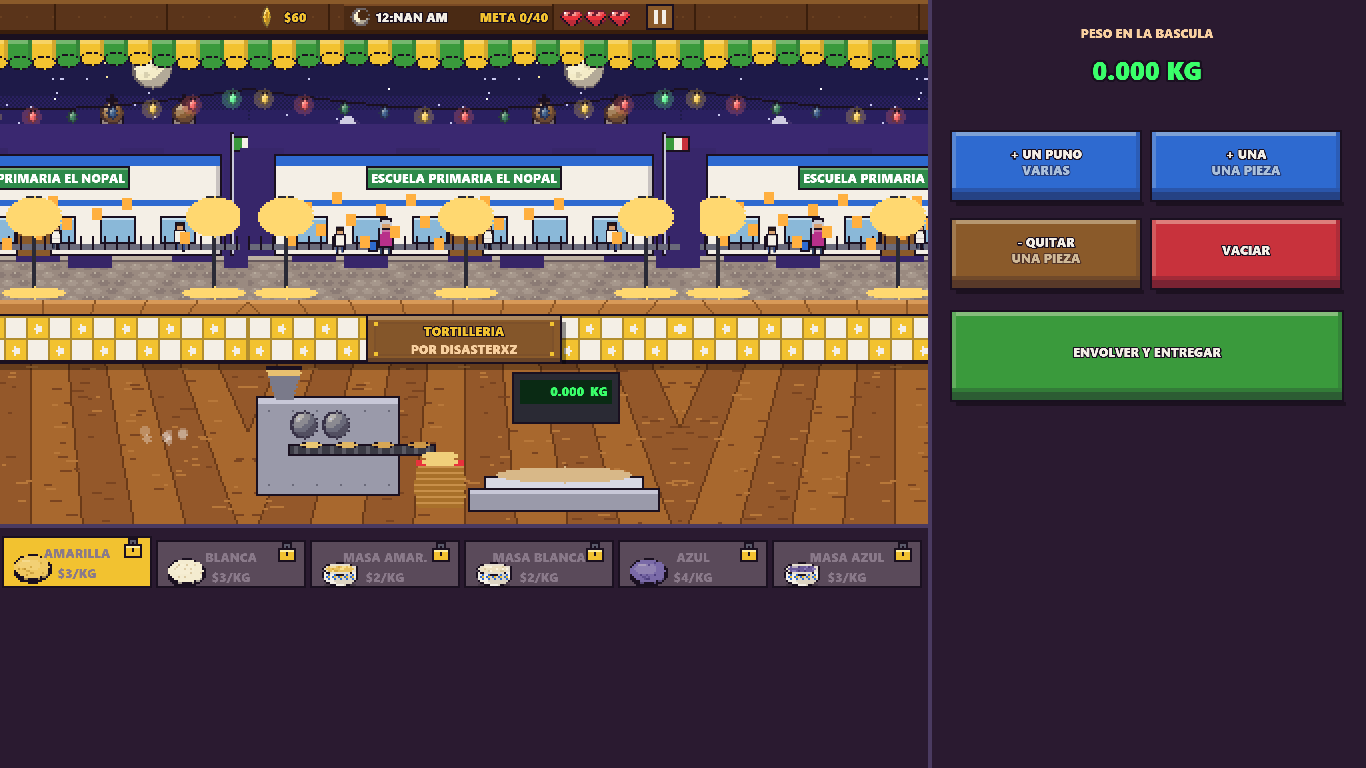 $60
12:NAN AM
META 0/40
PESO EN LA BASCULA
0.000 KG
+ UN PUNO
VARIAS
+ UNA
UNA PIEZA
- QUITAR
UNA PIEZA
VACIAR
ENVOLVER Y ENTREGAR
PRIMARIA EL NOPAL
ESCUELA PRIMARIA EL NOPAL
ESCUELA PRIMARIA
TORTILLERIA
POR DISASTERXZ
0.000 KG
AMARILLA
$3/KG
BLANCA
$3/KG
MASA AMAR.
$2/KG
MASA BLANCA
$2/KG
AZUL
$4/KG
MASA AZUL
$3/KG